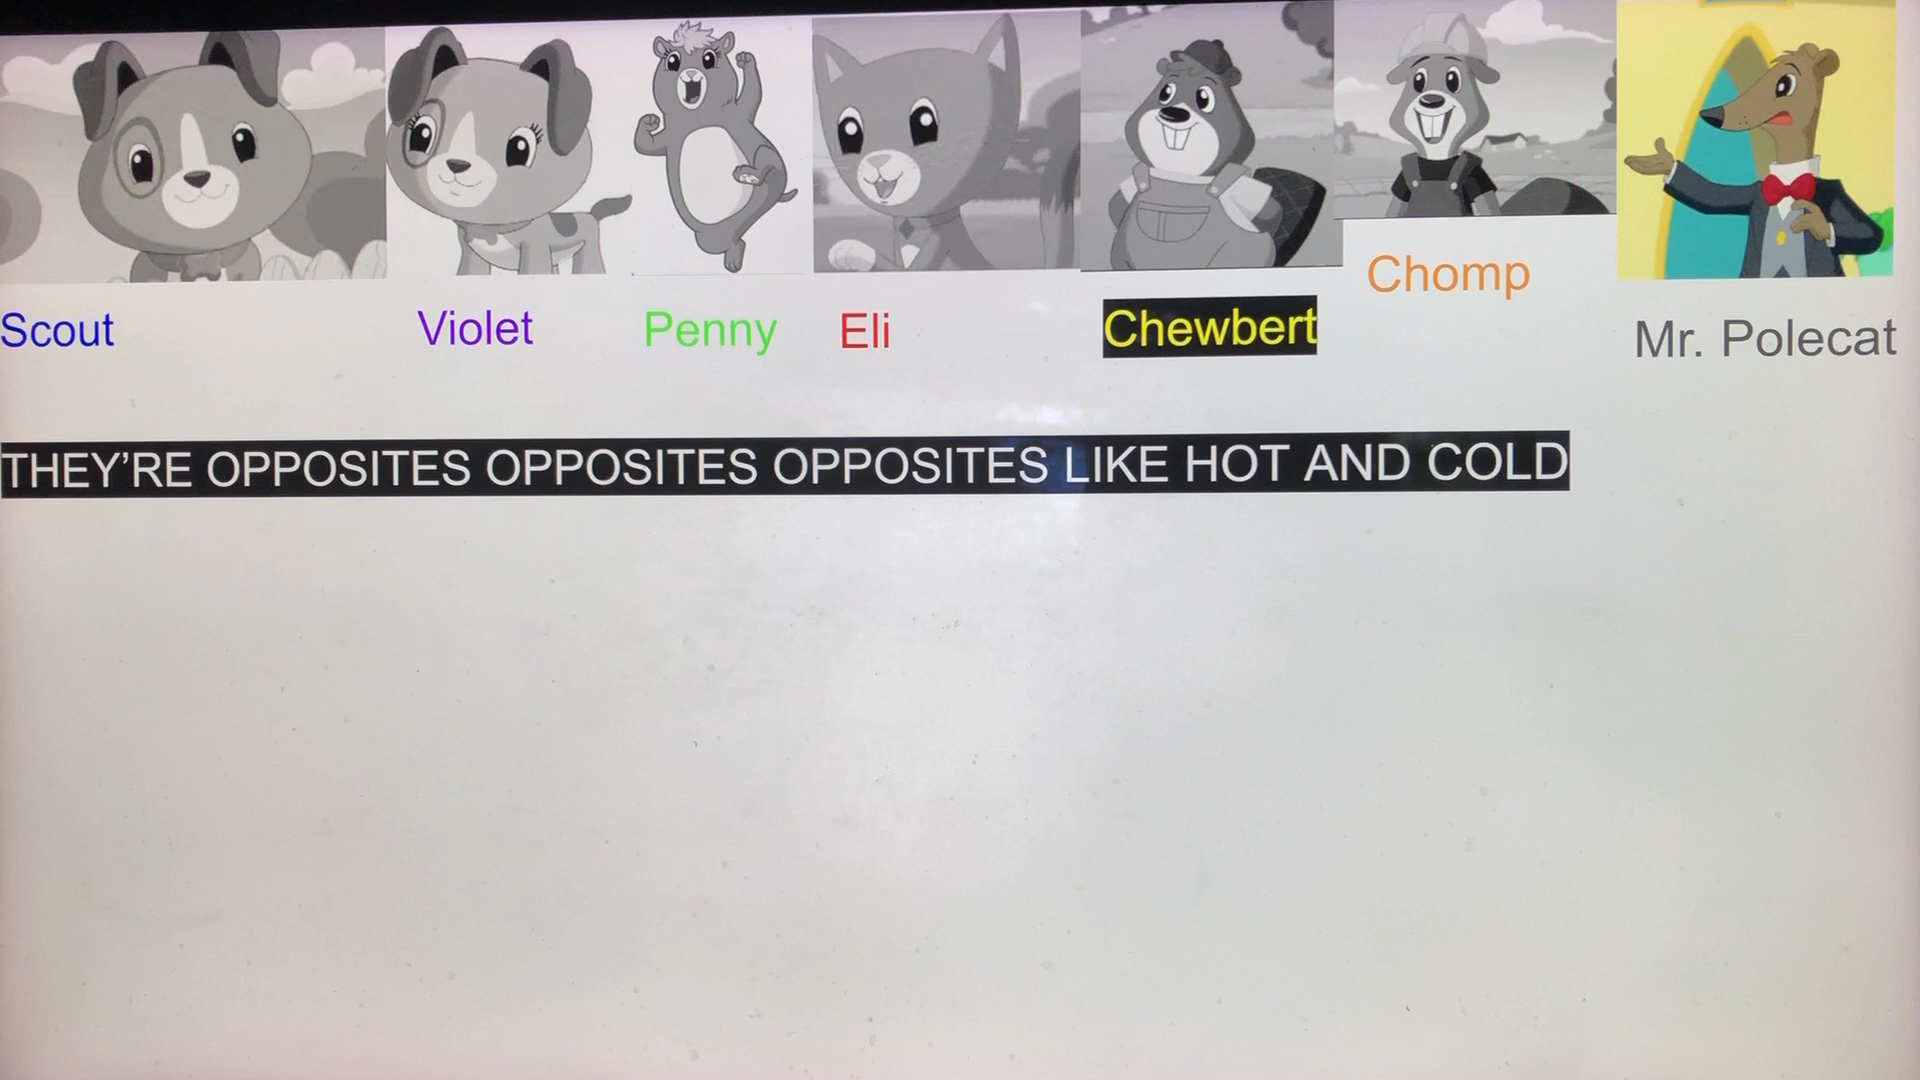 Scout Violet Penny Eli Chewbert Chomp Mr. Polecat
THEY’RE OPPOSITES OPPOSITES OPPOSITES LIKE HOT AND COLD